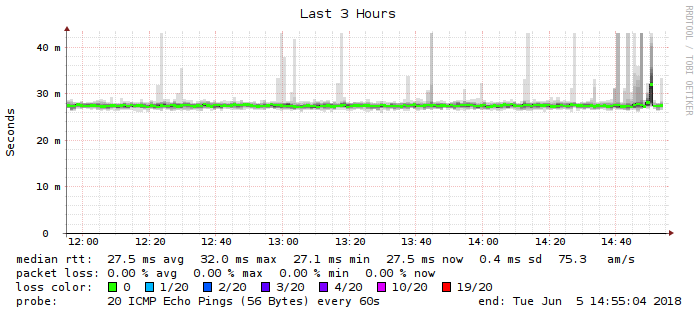 Last 3 Hours
RRDTOOL / TOBI OETIKER
Seconds
40 m
30 m
20 m
10 m
0
12:00 12:20 12:40 13:00 13:20 13:40 14:00 14:20 14:40
median rtt: 27.5 ms avg 32.0 ms max 27.1 ms min 27.5 ms now 0.4 ms sd 75.3 am/s
packet loss: 0.00 % avg 0.00 % max 0.00 % min 0.00 % now
loss color: 0 1/20 2/20 3/20 4/20 10/20 19/20
probe: 20 ICMP Echo Pings (56 Bytes) every 60s end: Tue Jun 5 14:55:04 2018